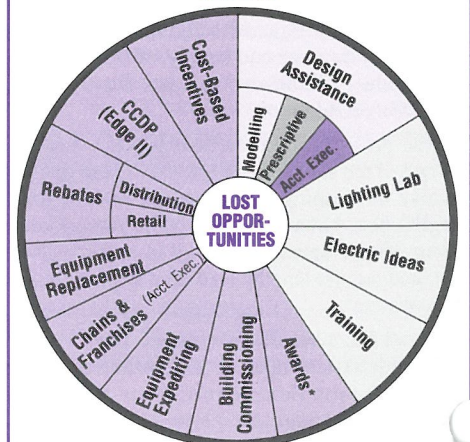 LOST
OPPOR-
TUNITIES
Design
Assistance
Modelling
Prescriptive
Acct. Exec.
Lighting Lab
Electric Ideas
Training
Awards*
Building
Commissioning
Equipment
Expediting
Chains &
Franchises
(Acct. Exec.)
Equipment
Replacement
Rebates
Distribution
Retail
CCDP
(Edge II)
Cost-Based
Incentives